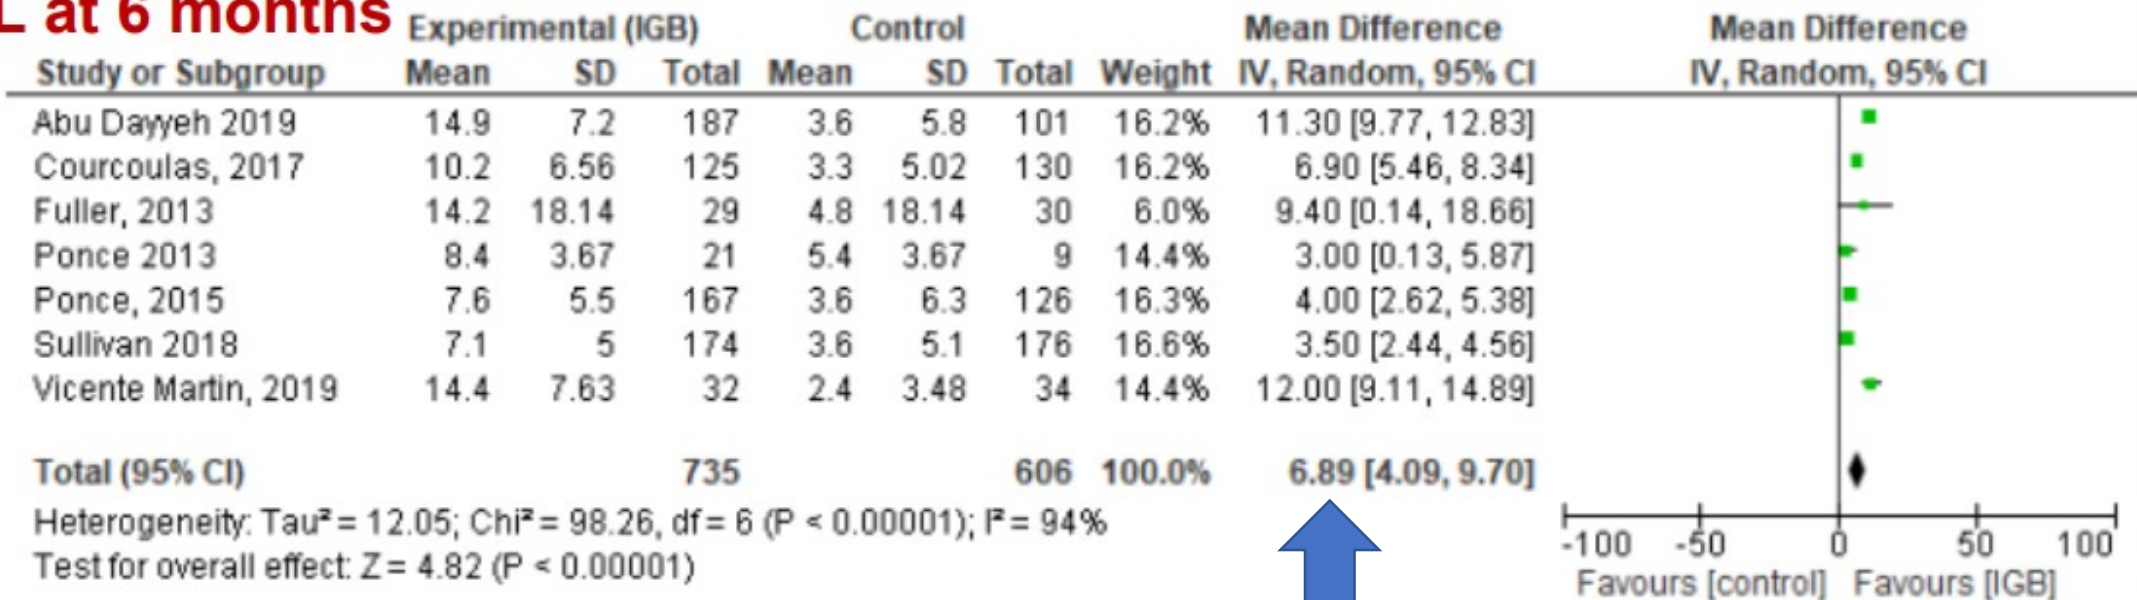 L at 6 months
Experimental (IGB) Control Mean Difference Mean Difference
Study or Subgroup Mean SD Total Mean SD Total Weight IV, Random, 95% CI IV, Random, 95% CI
Abu Dayyeh 2019 14.9 7.2 187 3.6 5.8 101 16.2% 11.30 [9.77, 12.83]
Courcoulas, 2017 10.2 6.56 125 3.3 5.02 130 16.2% 6.90 [5.46, 8.34]
Fuller, 2013 14.2 18.14 29 4.8 18.14 30 6.0% 9.40 [0.14, 18.66]
Ponce 2013 8.4 3.67 21 5.4 3.67 9 14.4% 3.00 [0.13, 5.87]
Ponce, 2015 7.6 5.5 167 3.6 6.3 126 16.3% 4.00 [2.62, 5.38]
Sullivan 2018 7.1 5 174 3.6 5.1 176 16.6% 3.50 [2.44, 4.56]
Vicente Martin, 2019 14.4 7.63 32 2.4 3.48 34 14.4% 12.00 [9.11, 14.89]
Total (95% CI) 735 606 100.0% 6.89 [4.09, 9.70]
Heterogeneity: Tau² = 12.05; Chi² = 98.26, df = 6 (P < 0.00001); I² = 94%
Test for overall effect: Z = 4.82 (P < 0.00001)
-100 -50 0 50 100
Favours [control] Favours [IGB]